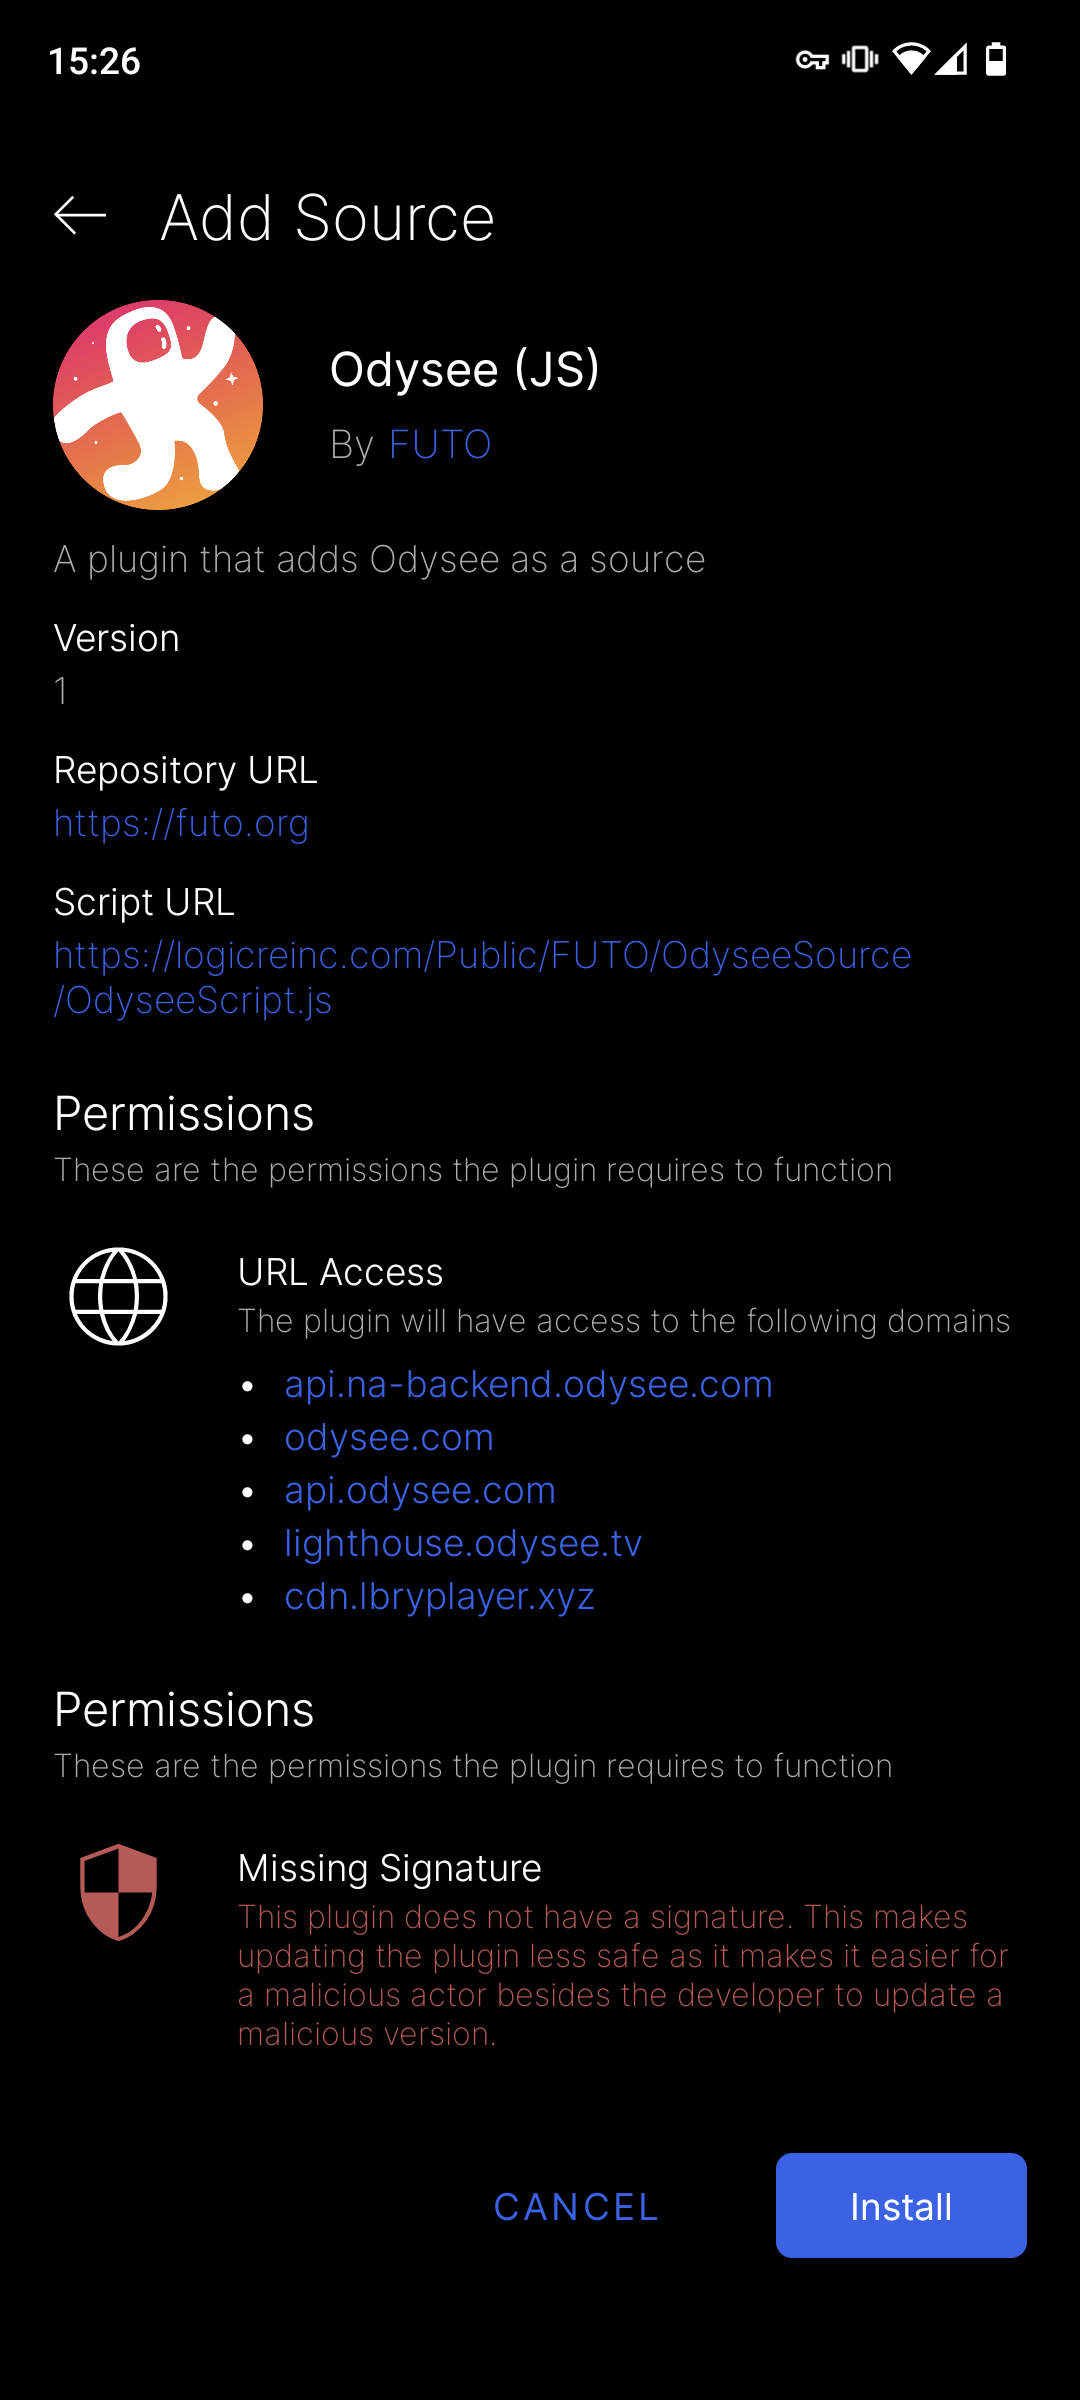 15:26
Add Source
Odysee (JS)
By FUTO
A plugin that adds Odysee as a source
Version
1
Repository URL
https://futo.org
Script URL
https://logicreinc.com/Public/FUTO/OdyseeSource
/OdyseeScript.js
Permissions
These are the permissions the plugin requires to function
URL Access
The plugin will have access to the following domains
• api.na-backend.odysee.com
• odysee.com
• api.odysee.com
• lighthouse.odysee.tv
• cdn.lbryplayer.xyz
Permissions
These are the permissions the plugin requires to function
Missing Signature
This plugin does not have a signature. This makes
updating the plugin less safe as it makes it easier for
a malicious actor besides the developer to update a
malicious version.
CANCEL
Install